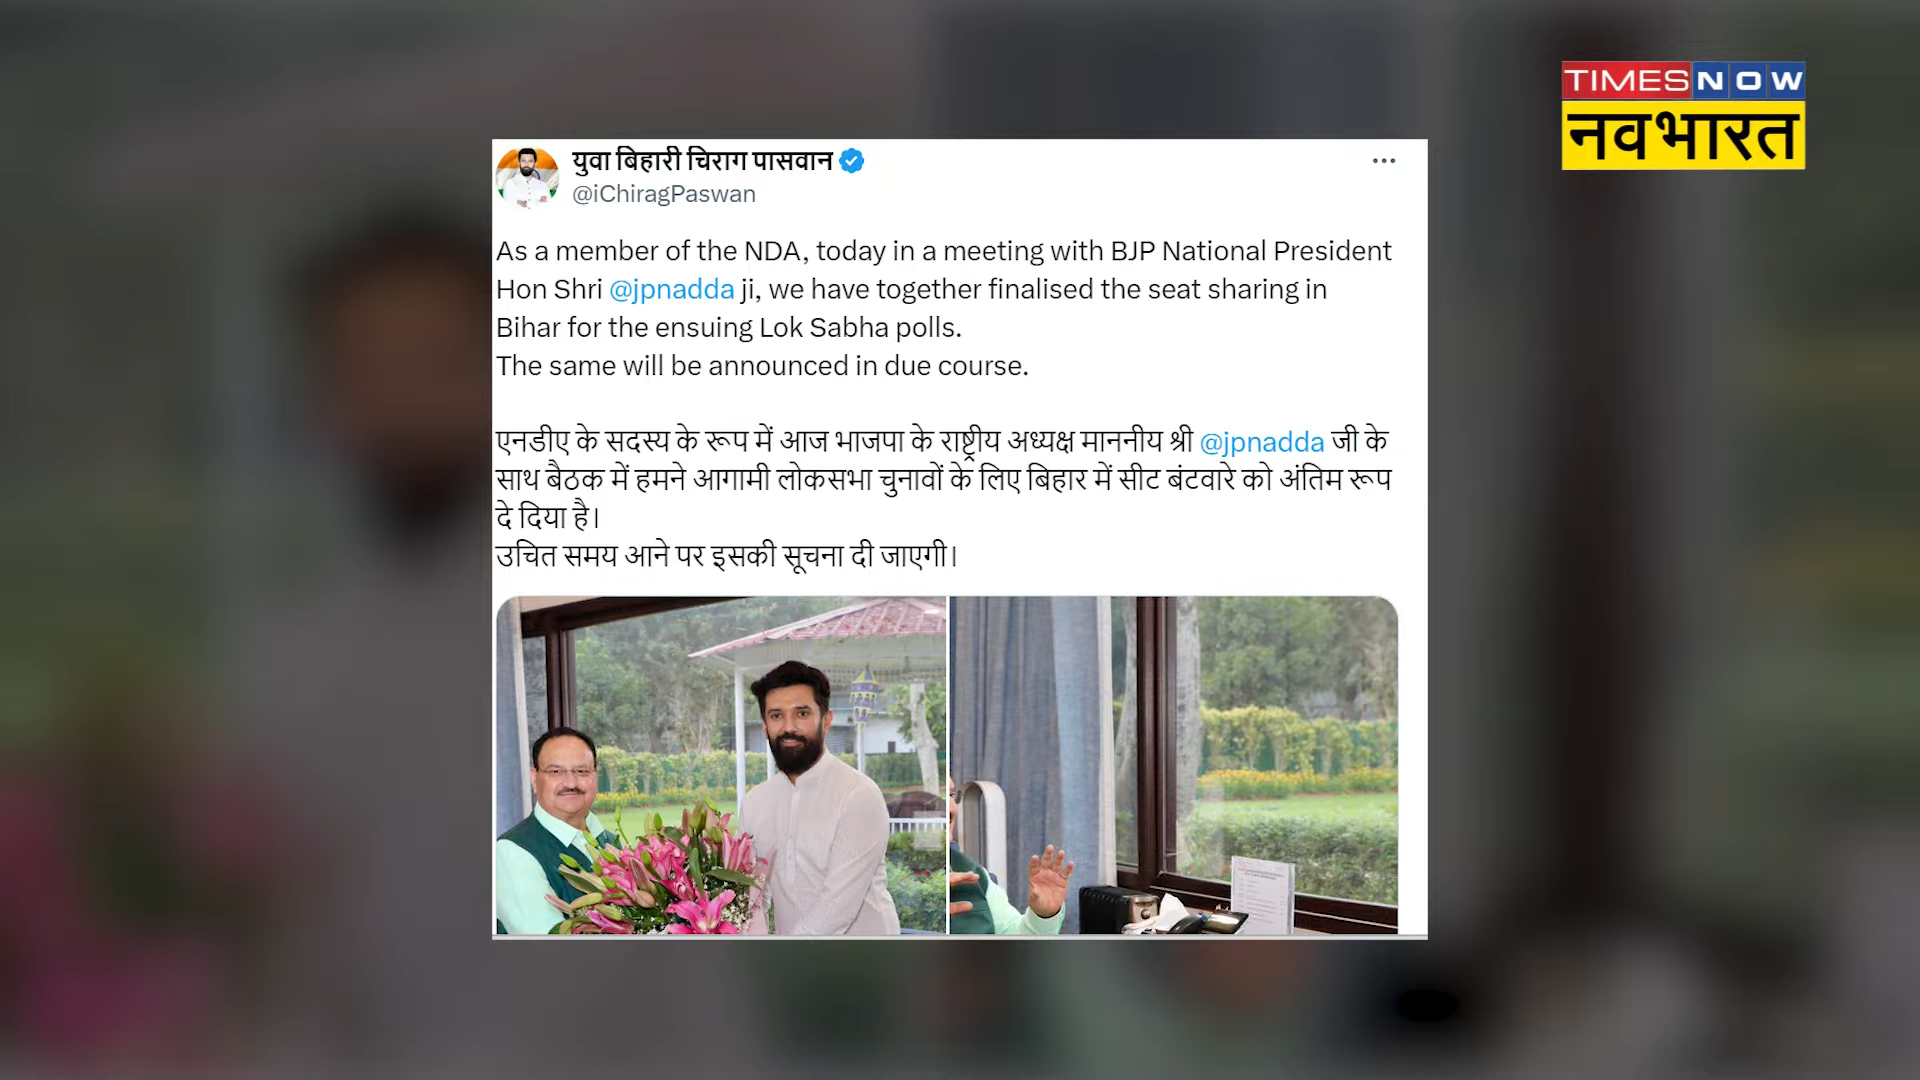 TIMES NOW
नवभारत
युवा बिहारी चिराग पासवान
@iChiragPaswan
As a member of the NDA, today in a meeting with BJP National President
Hon Shri @jpnadda ji, we have together finalised the seat sharing in
Bihar for the ensuing Lok Sabha polls.
The same will be announced in due course.
एनडीए के सदस्य के रूप में आज भाजपा के राष्ट्रीय अध्यक्ष माननीय श्री @jpnadda जी के
साथ बैठक में हमने आगामी लोकसभा चुनावों के लिए बिहार में सीट बंटवारे को अंतिम रूप
दे दिया है।
उचित समय आने पर इसकी सूचना दी जाएगी।